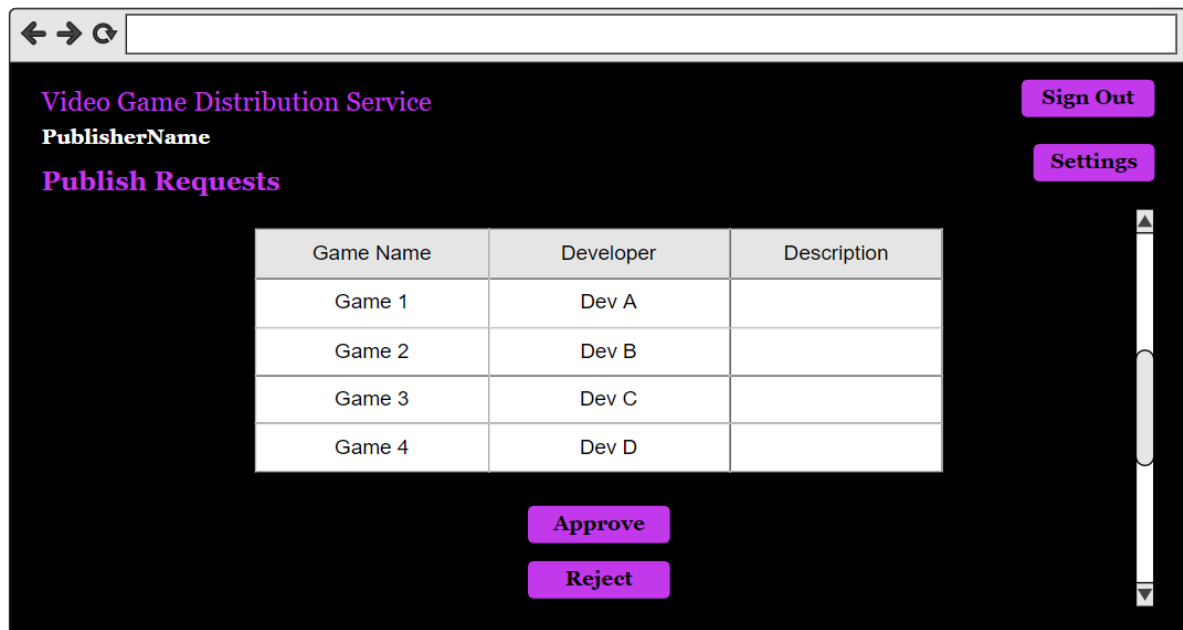 Video Game Distribution Service
Sign Out
PublisherName
Settings
Publish Requests
Game Name Developer Description
Game 1 Dev A
Game 2 Dev B
Game 3 Dev C
Game 4 Dev D
Approve
Reject